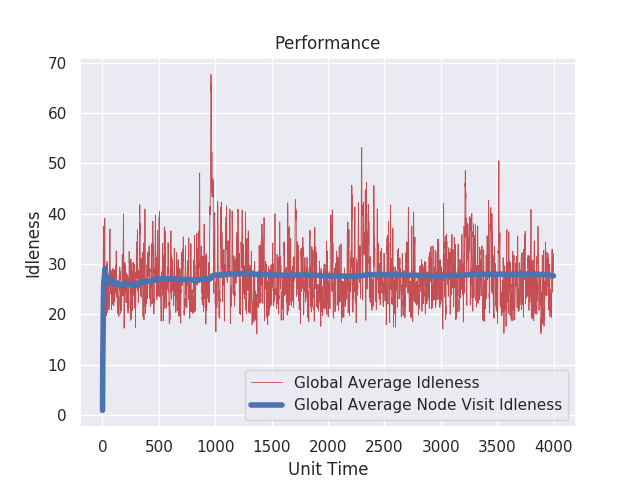 Performance
70
60
50
40
30
20
10
0
Idleness
0 500 1000 1500 2000 2500 3000 3500 4000
Unit Time
Global Average Idleness
Global Average Node Visit Idleness